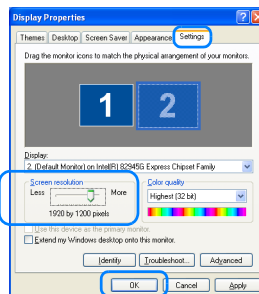 Display Properties
Themes Desktop Screen Saver Appearance Settings
Drag the monitor icons to match the physical arrangement of your monitors.
1 2
Display:
2. (Default Monitor) on Intel(R) 82945G Express Chipset Family
Screen resolution
Less More
1920 by 1200 pixels
Color quality
Highest (32 bit)
Use this device as the primary monitor.
Extend my Windows desktop onto this monitor.
Identify Troubleshoot... Advanced
OK Cancel Apply